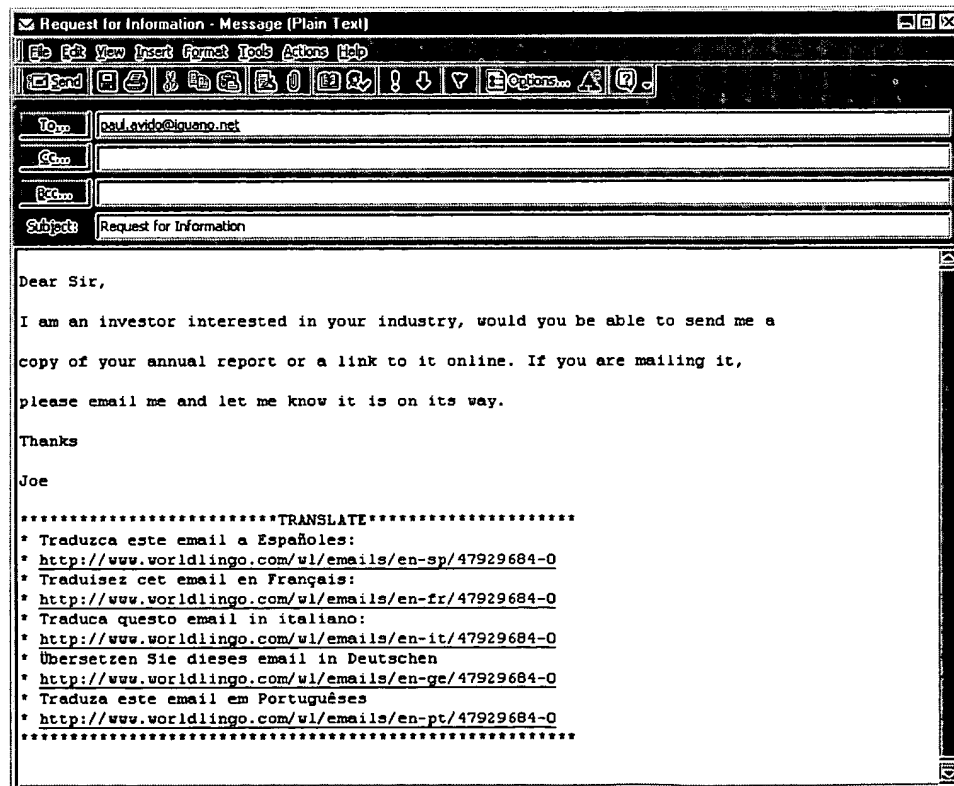 Request for Information - Message (Plain Text)
File Edit View Insert Format Tools Actions Help
Send Options...
To... paul.avido@iguano.net
Cc...
Bcc...
Subject: Request for Information
Dear Sir,
I am an investor interested in your industry, would you be able to send me a
copy of your annual report or a link to it online. If you are mailing it,
please email me and let me know it is on its way.
Thanks
Joe
**************************TRANSLATE*********************
* Traduzca este email a Españoles:
* http://www.worldlingo.com/wl/emails/en-sp/47929684-0
* Traduisez cet email en Français:
* http://www.worldlingo.com/wl/emails/en-fr/47929684-0
* Traduca questo email in italiano:
* http://www.worldlingo.com/wl/emails/en-it/47929684-0
* Übersetzen Sie dieses email in Deutschen
* http://www.worldlingo.com/wl/emails/en-ge/47929684-0
* Traduza este email em Portuguêses
* http://www.worldlingo.com/wl/emails/en-pt/47929684-0
********************************************************